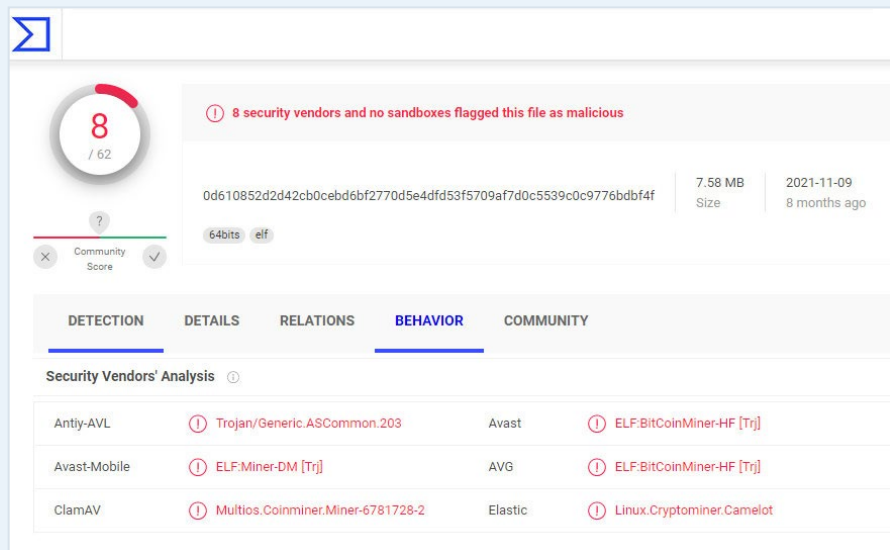 8
/ 62
?
Community
Score
8 security vendors and no sandboxes flagged this file as malicious
0d610852d2d42cb0cebd6bf2770d5e4dfd53f5709af7d0c5539c0c9776bdbf4f
7.58 MB
Size
2021-11-09
8 months ago
64bits elf
DETECTION DETAILS RELATIONS BEHAVIOR COMMUNITY
Security Vendors' Analysis
Antiy-AVL Trojan/Generic.ASCommon.203 Avast ELF:BitCoinMiner-HF [Trj]
Avast-Mobile ELF:Miner-DM [Trj] AVG ELF:BitCoinMiner-HF [Trj]
ClamAV Multios.Coinminer.Miner-6781728-2 Elastic Linux.Cryptominer.Camelot